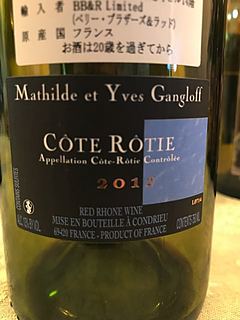 輸入者 BB&R Limited
(ベリー・ブラザーズ&ラッド)
原産国 フランス
お酒は20歳を過ぎてから
Mathilde et Yves Gangloff
CÔTE RÔTIE
Appellation Côte-Rôtie Contrôlée
RED RHONE WINE
MISE EN BOUTEILLE À CONDRIEU
69420 FRANCE - PRODUCT OF FRANCE
CONTAINS SULFITES